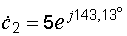 ċ₂ = 5e^{j143,13°}